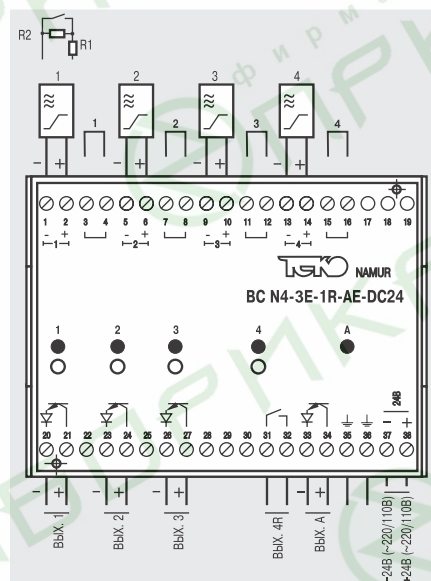 R2
R1
1 2 3 4
1 2 3 4
- + - + - + - +
1 2 3 4 5 6 7 8 9 10 11 12 13 14 15 16 17 18 19
- + - + - + - +
1 2 3 4
TEKO NAMUR
BC N4-3E-1R-AE-DC24
1 2 3 4 A
24В
- +
20 21 22 23 24 25 26 27 28 29 30 31 32 33 34 35 36 37 38
- + - + - + - +
ВЫХ. 1
ВЫХ. 2
ВЫХ. 3
ВЫХ. 4R
ВЫХ. A
-24В (~220/110В)
+24В (~220/110В)
фирма